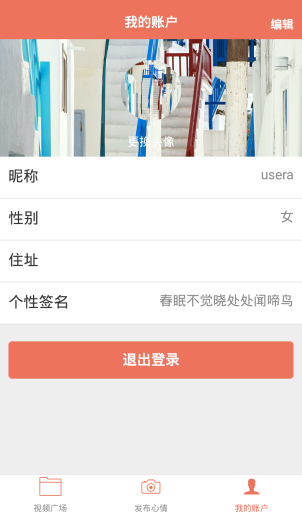 我的账户
编辑
更换头像
昵称 usera
性别 女
住址
个性签名 春眠不觉晓处处闻啼鸟
退出登录
视频广场 发布心情 我的账户